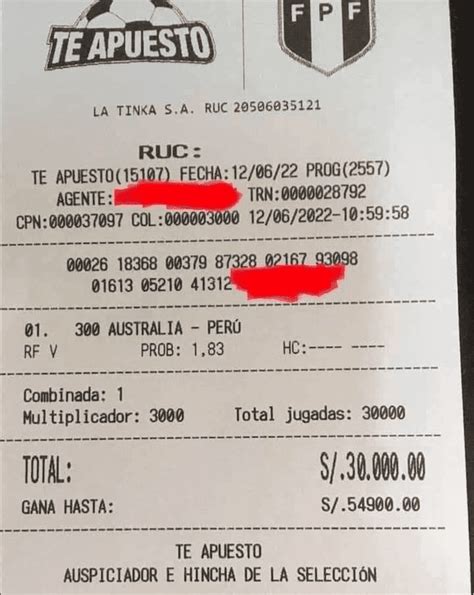 TE APUESTO
FPF
LA TINKA S.A. RUC 20506035121
RUC:
TE APUESTO(15107) FECHA:12/06/22 PROG(2557)
AGENTE: TRN:0000028792
CPN:000037097 COL:000003000 12/06/2022-10:59:58
00026 18368 00379 87328 02167 93098
01613 05210 41312
01. 300 AUSTRALIA - PERÚ
RF V PROB: 1,83 HC:---- ----
Combinada: 1
Multiplicador: 3000 Total jugadas: 30000
TOTAL: S/.30.000.00
GANA HASTA: S/.54900.00
TE APUESTO
AUSPICIADOR E HINCHA DE LA SELECCIÓN